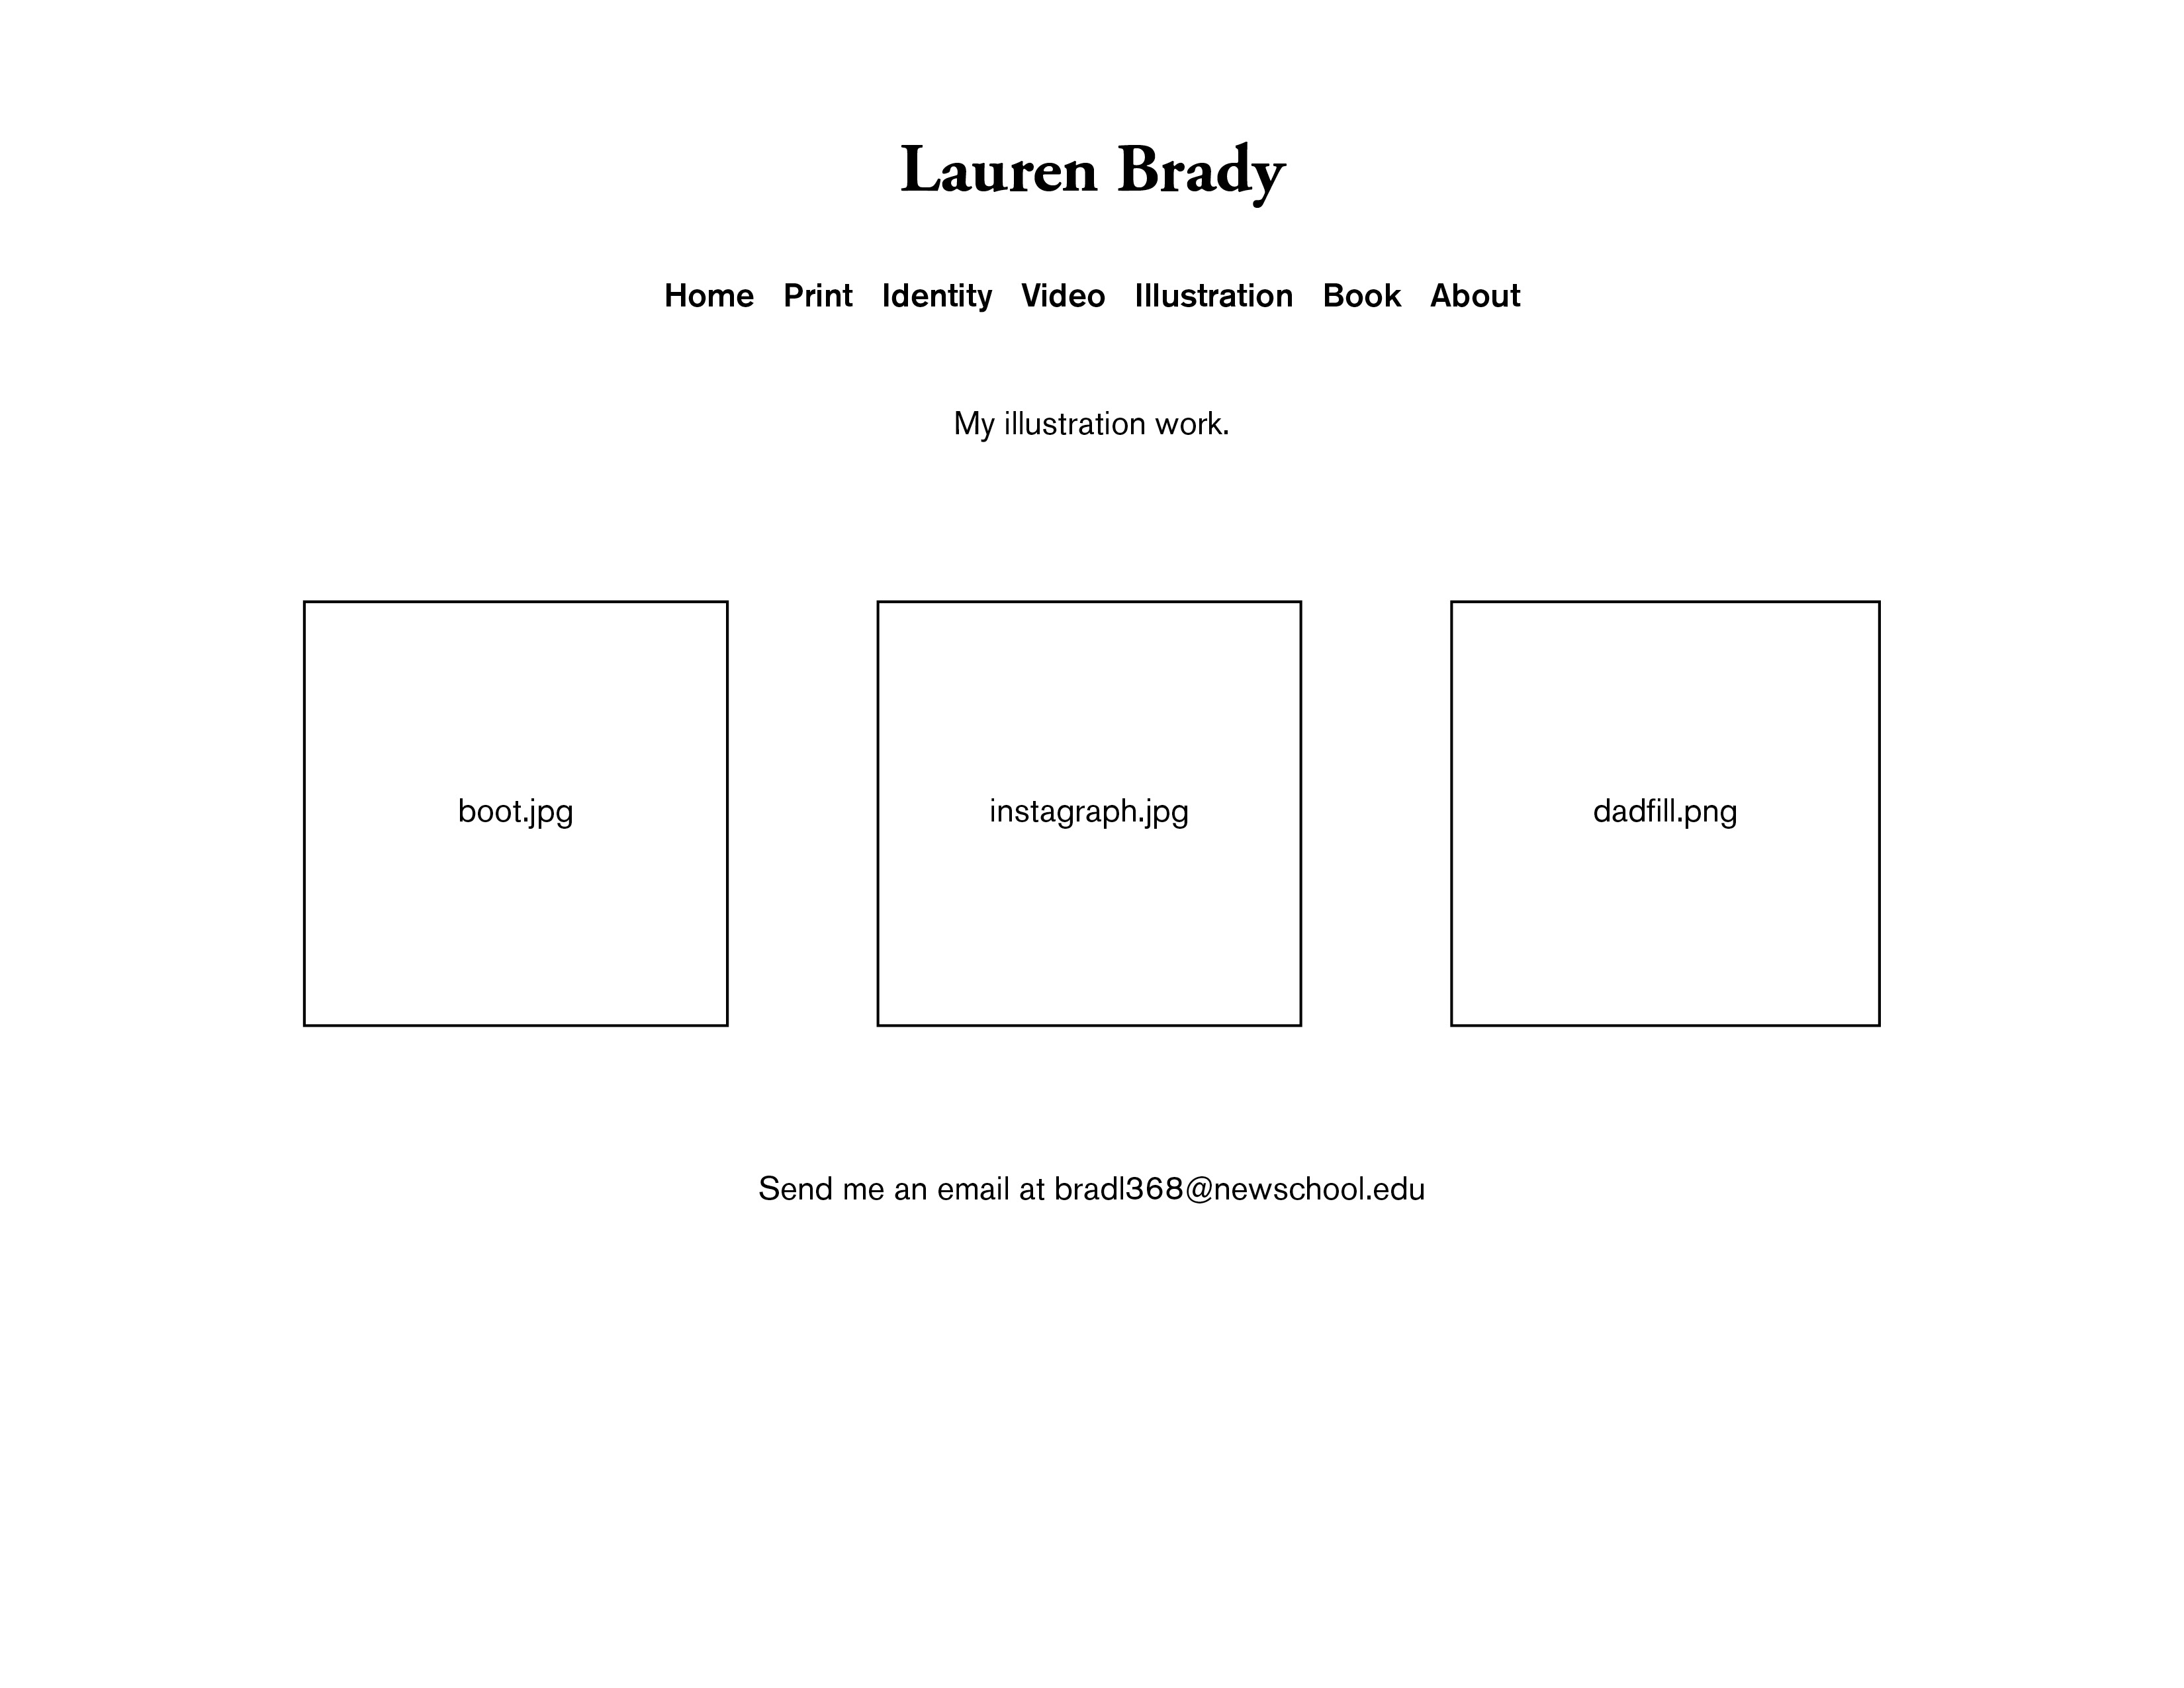 Lauren Brady
Home Print Identity Video Illustration Book About
My illustration work.
boot.jpg instagraph.jpg dadfill.png
Send me an email at bradl368@newschool.edu